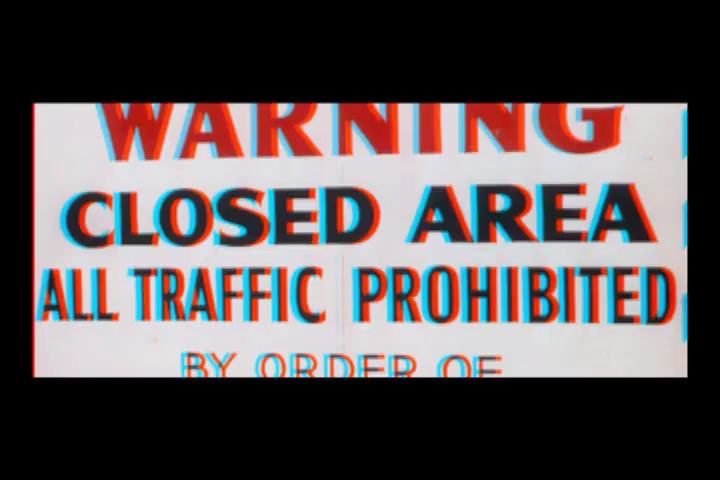 WARNING
CLOSED AREA
ALL TRAFFIC PROHIBITED
BY ORDER OF